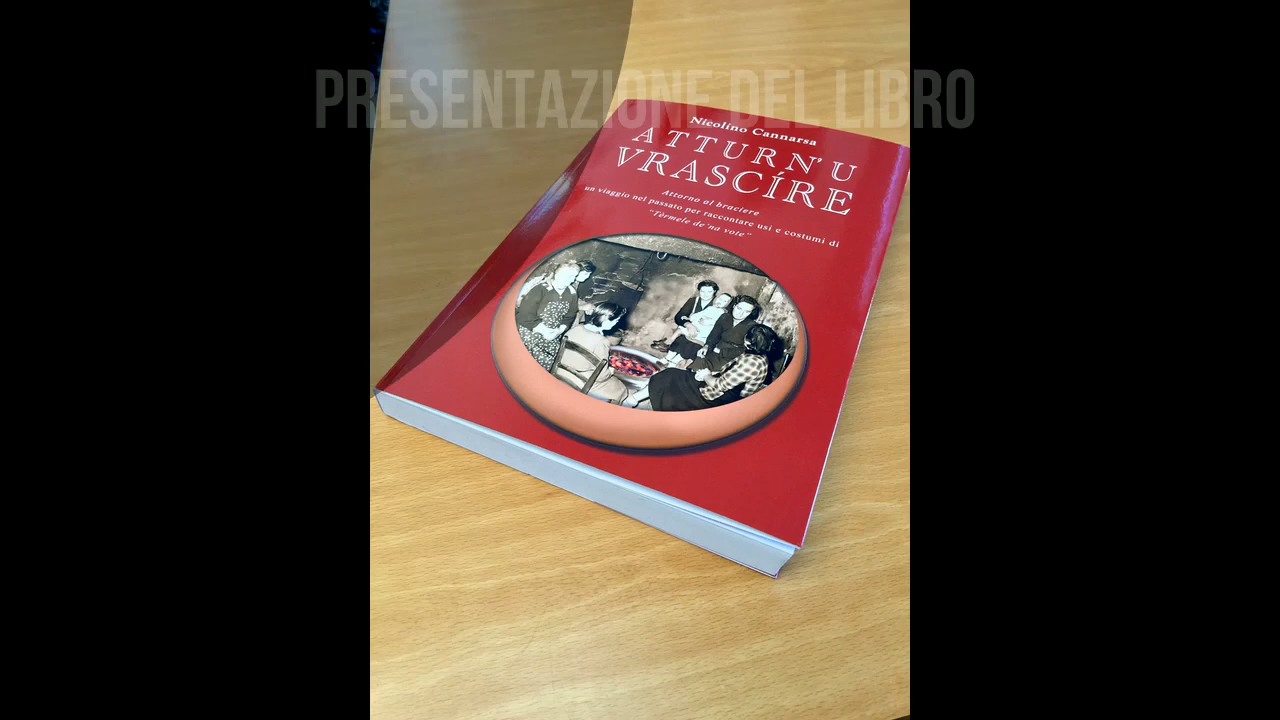 PRESENTAZIONE DEL LIBRO
Nicolino Cannarsa
ATTURN' U
VRASCÍRE
Attorno al braciere
un viaggio nel passato per raccontare usi e costumi di
"Tèrmele de 'na vote"